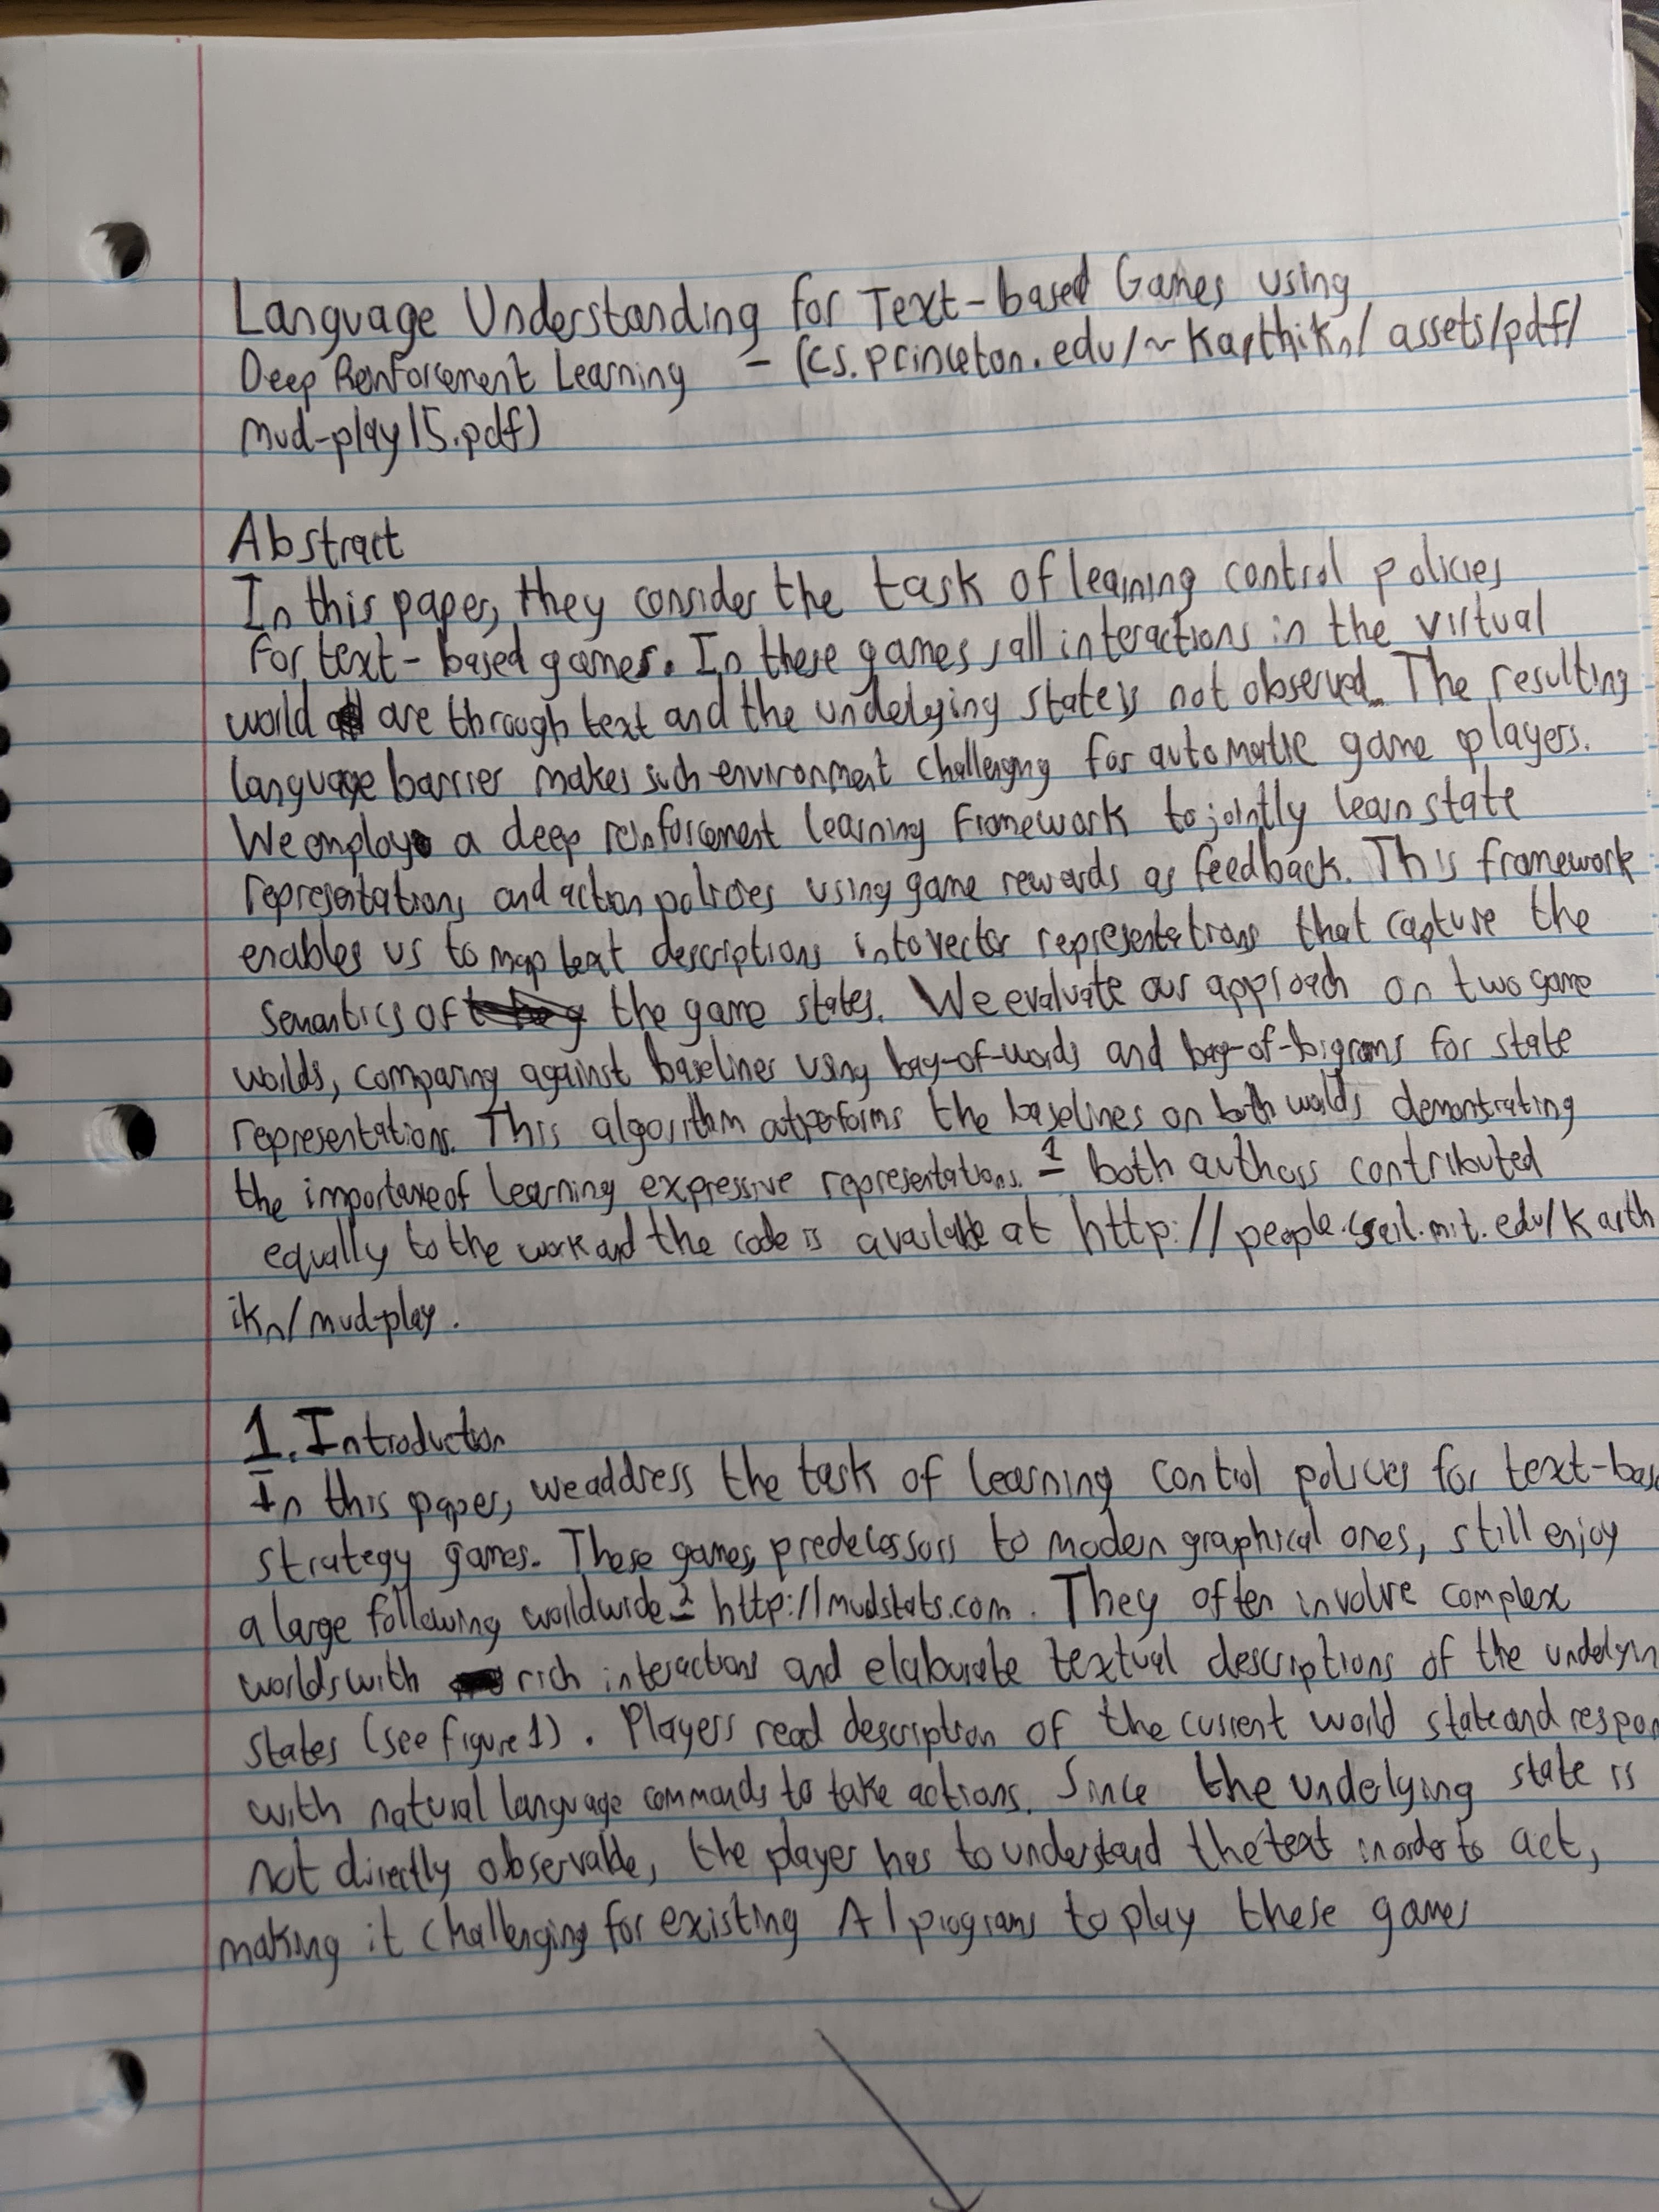 Language Understanding for Text-based Games using
Deep Reinforcement Learning - (cs.princeton.edu/~karthikn/assets/pdf/
mud-play15.pdf)
Abstract
In this paper, they consider the task of learning control policies
for text-based games. In these games, all interactions in the virtual
world are through text and the underlying state is not observed. The resulting
language barrier makes such environment challenging for automatic game players.
We employ a deep reinforcement learning framework to jointly learn state
representations and action policies using game rewards as feedback. This framework
enables us to map text descriptions into vector representations that capture the
semantics of the game states. We evaluate our approach on two game
worlds, comparing against baselines using bag-of-words and bag-of-bigrams for state
representations. This algorithm outperforms the baselines on both worlds demonstrating
the importance of learning expressive representations. 1 - both authors contributed
equally to the work and the code is available at http://people.csail.mit.edu/karth
ikn/mud-play.
1. Introduction
In this paper, we address the task of learning control policies for text-bas
strategy games. These games, predecessors to modern graphical ones, still enjoy
a large following worldwide 2 - http://mudstats.com. They often involve complex
worlds with rich interactions and elaborate textual descriptions of the underlyin
states (see figure 1). Players read description of the current world state and respon
with natural language commands to take actions. Since the underlying state is
not directly observable, the player has to understand the text in order to act,
making it challenging for existing AI programs to play these games